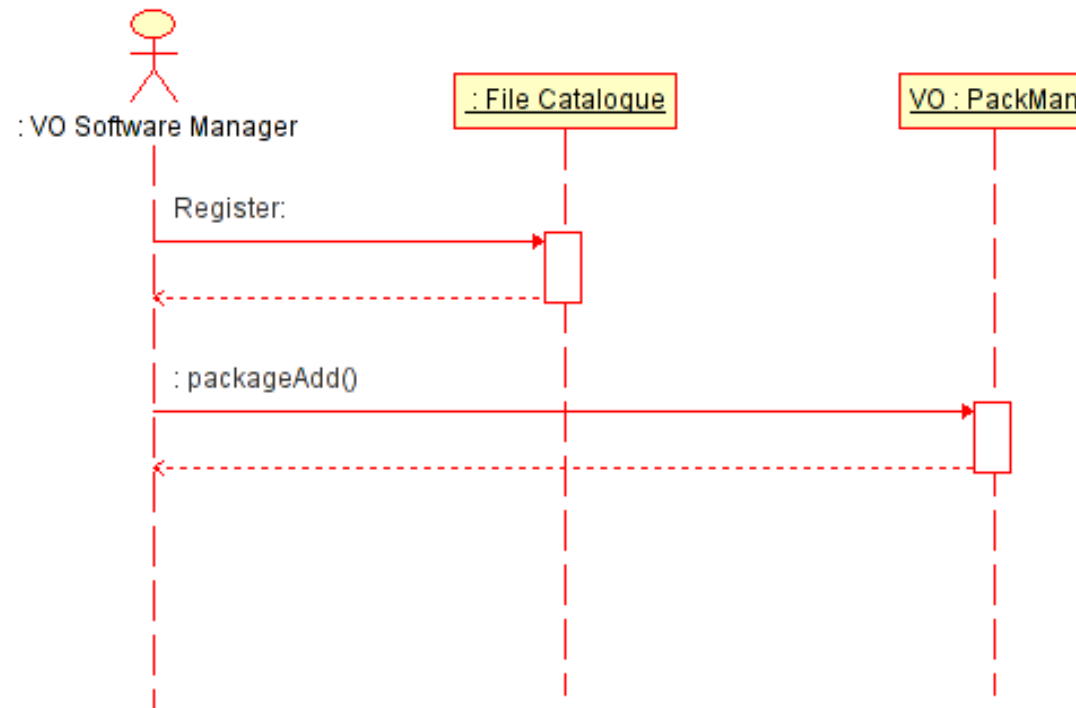 : VO Software Manager
: File Catalogue
VO : PackMan
Register:
: packageAdd()